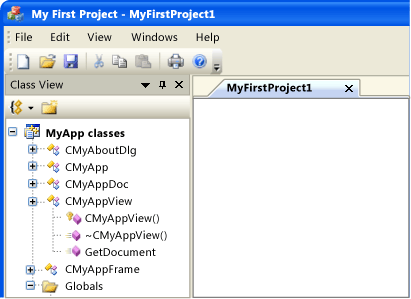 My First Project - MyFirstProject1
File Edit View Windows Help
Class View
MyFirstProject1
MyApp classes
CMyAboutDlg
CMyApp
CMyAppDoc
CMyAppView
CMyAppView()
~CMyAppView()
GetDocument
CMyAppFrame
Globals